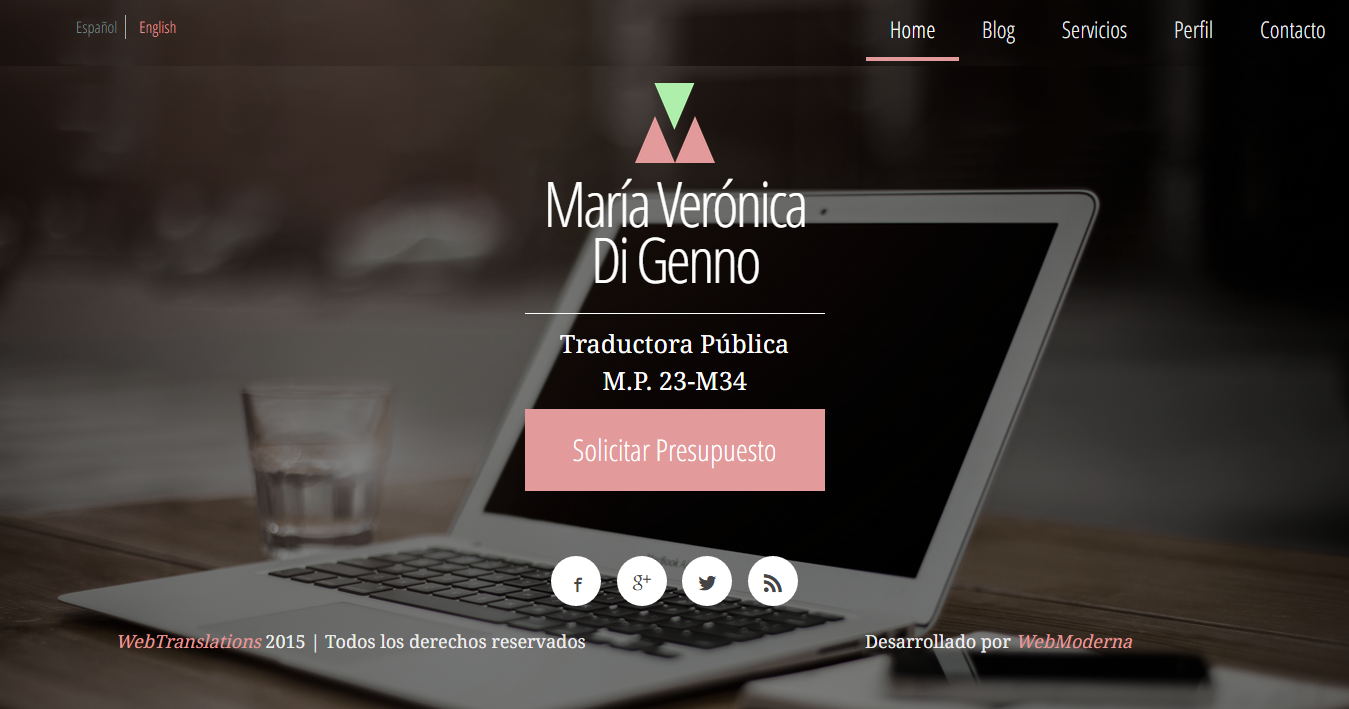 Español | English
Home Blog Servicios Perfil Contacto
María Verónica
Di Genno
Traductora Pública
M.P. 23-M34
Solicitar Presupuesto
f g+
WebTranslations 2015 | Todos los derechos reservados
Desarrollado por WebModerna